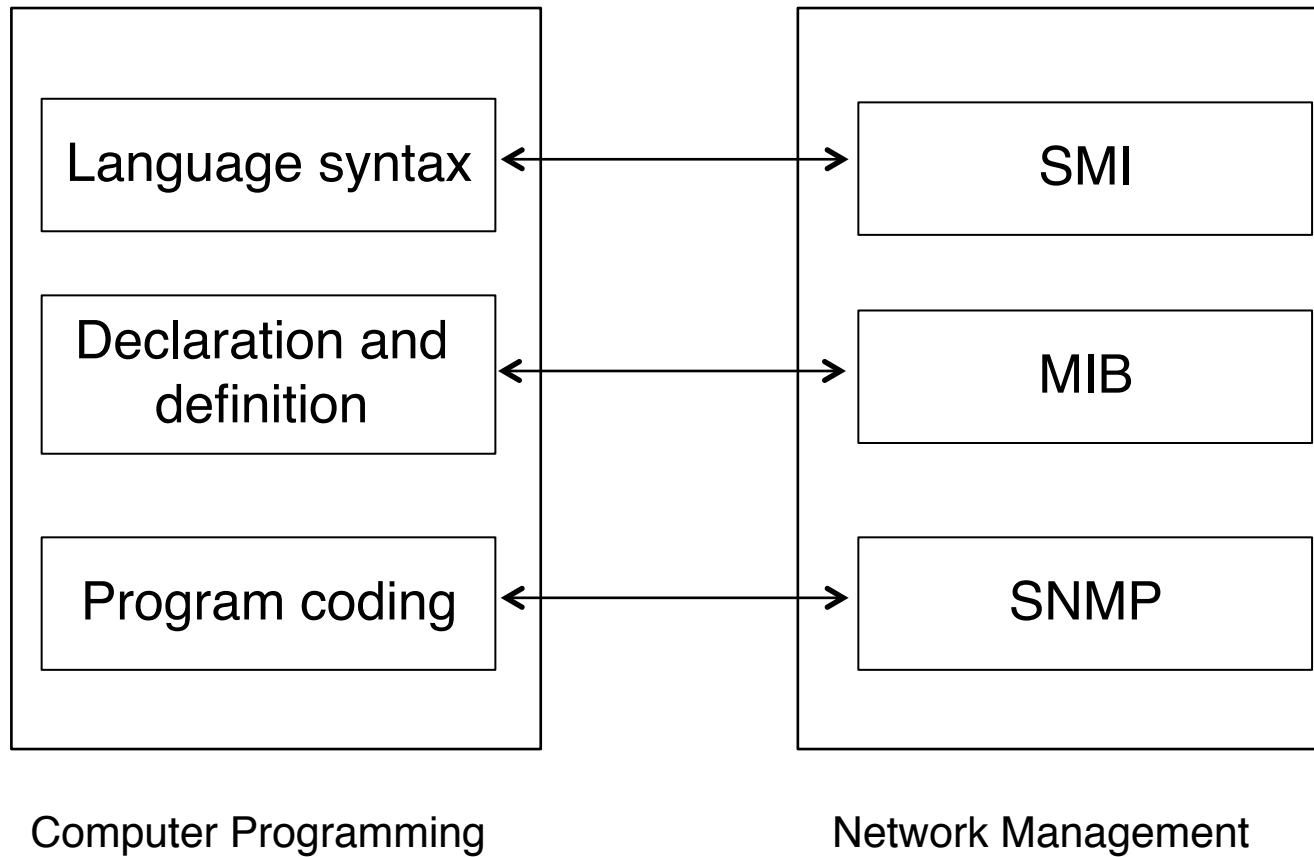 Language syntax
SMI
Declaration and
definition
MIB
Program coding
SNMP
Computer Programming
Network Management